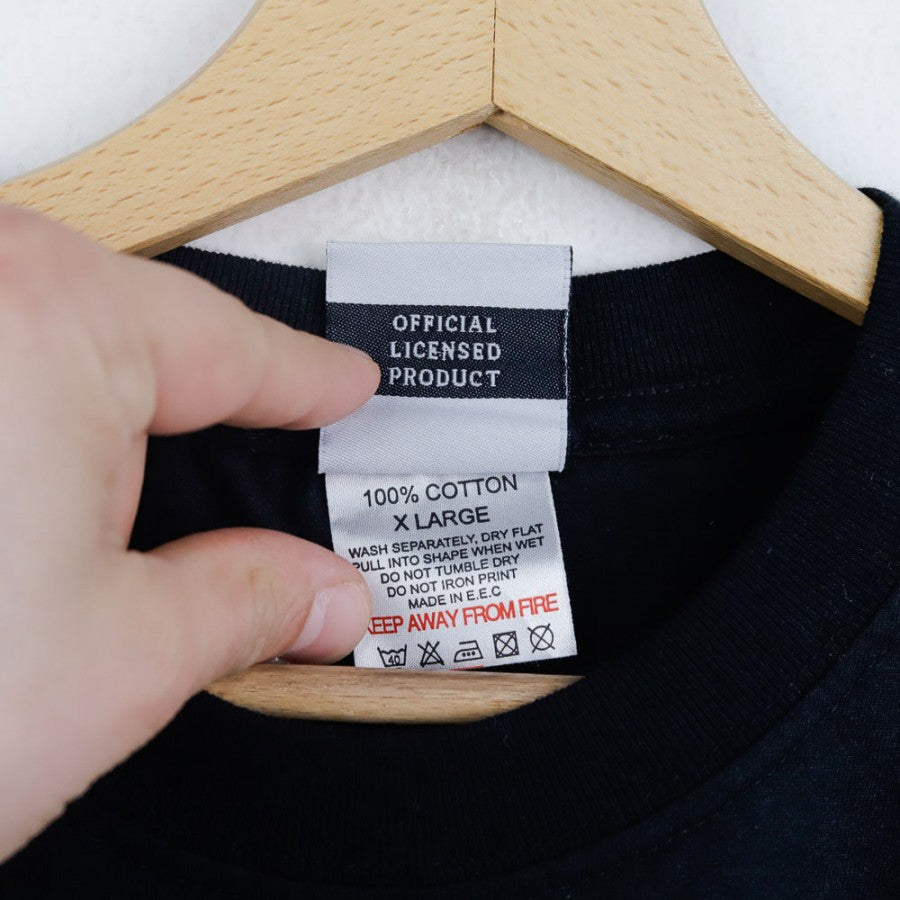 OFFICIAL
LICENSED
PRODUCT
100% COTTON
X LARGE
WASH SEPARATELY, DRY FLAT
PULL INTO SHAPE WHEN WET
DO NOT TUMBLE DRY
DO NOT IRON PRINT
MADE IN E.E.C
KEEP AWAY FROM FIRE
40